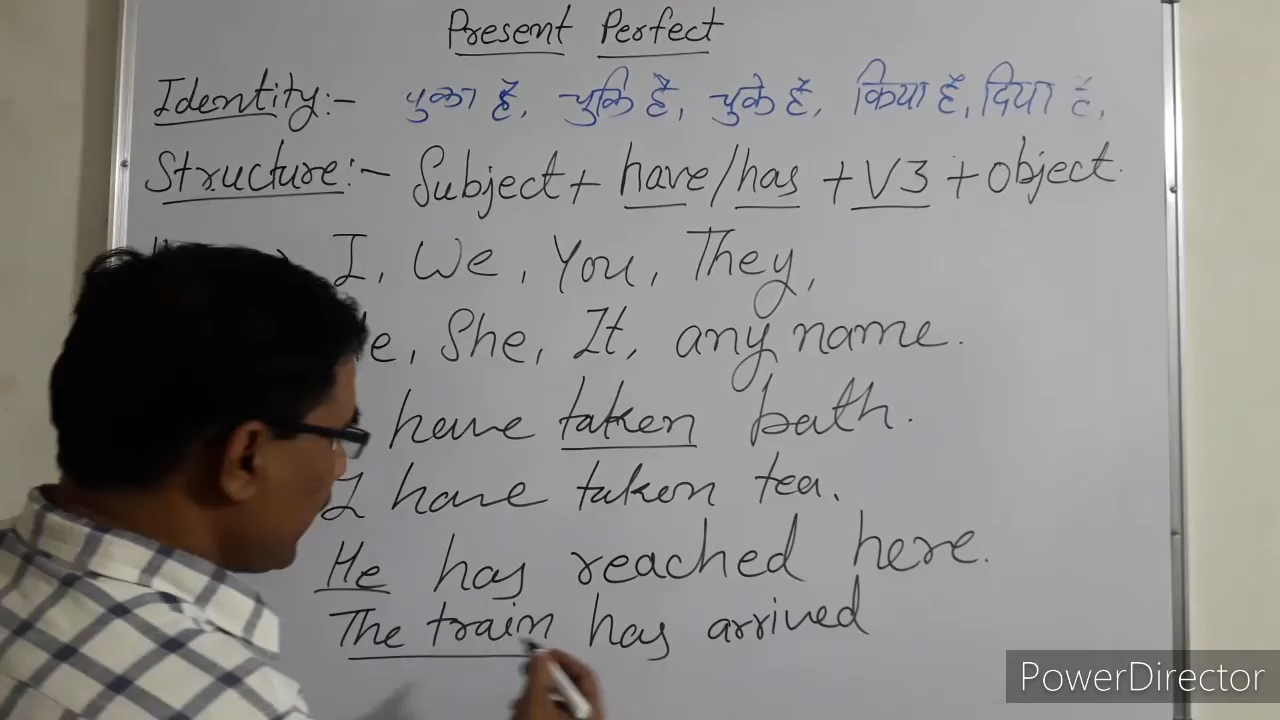 Present Perfect
Identity:- चुका है, चुकि है, चुके हैं, किया है, दिया है,
Structure:- Subject + have/has + V3 + object.
I, We, You, They,
She, It, any name.
have taken bath.
I have taken tea.
He has reached here.
The train has arrived
PowerDirector